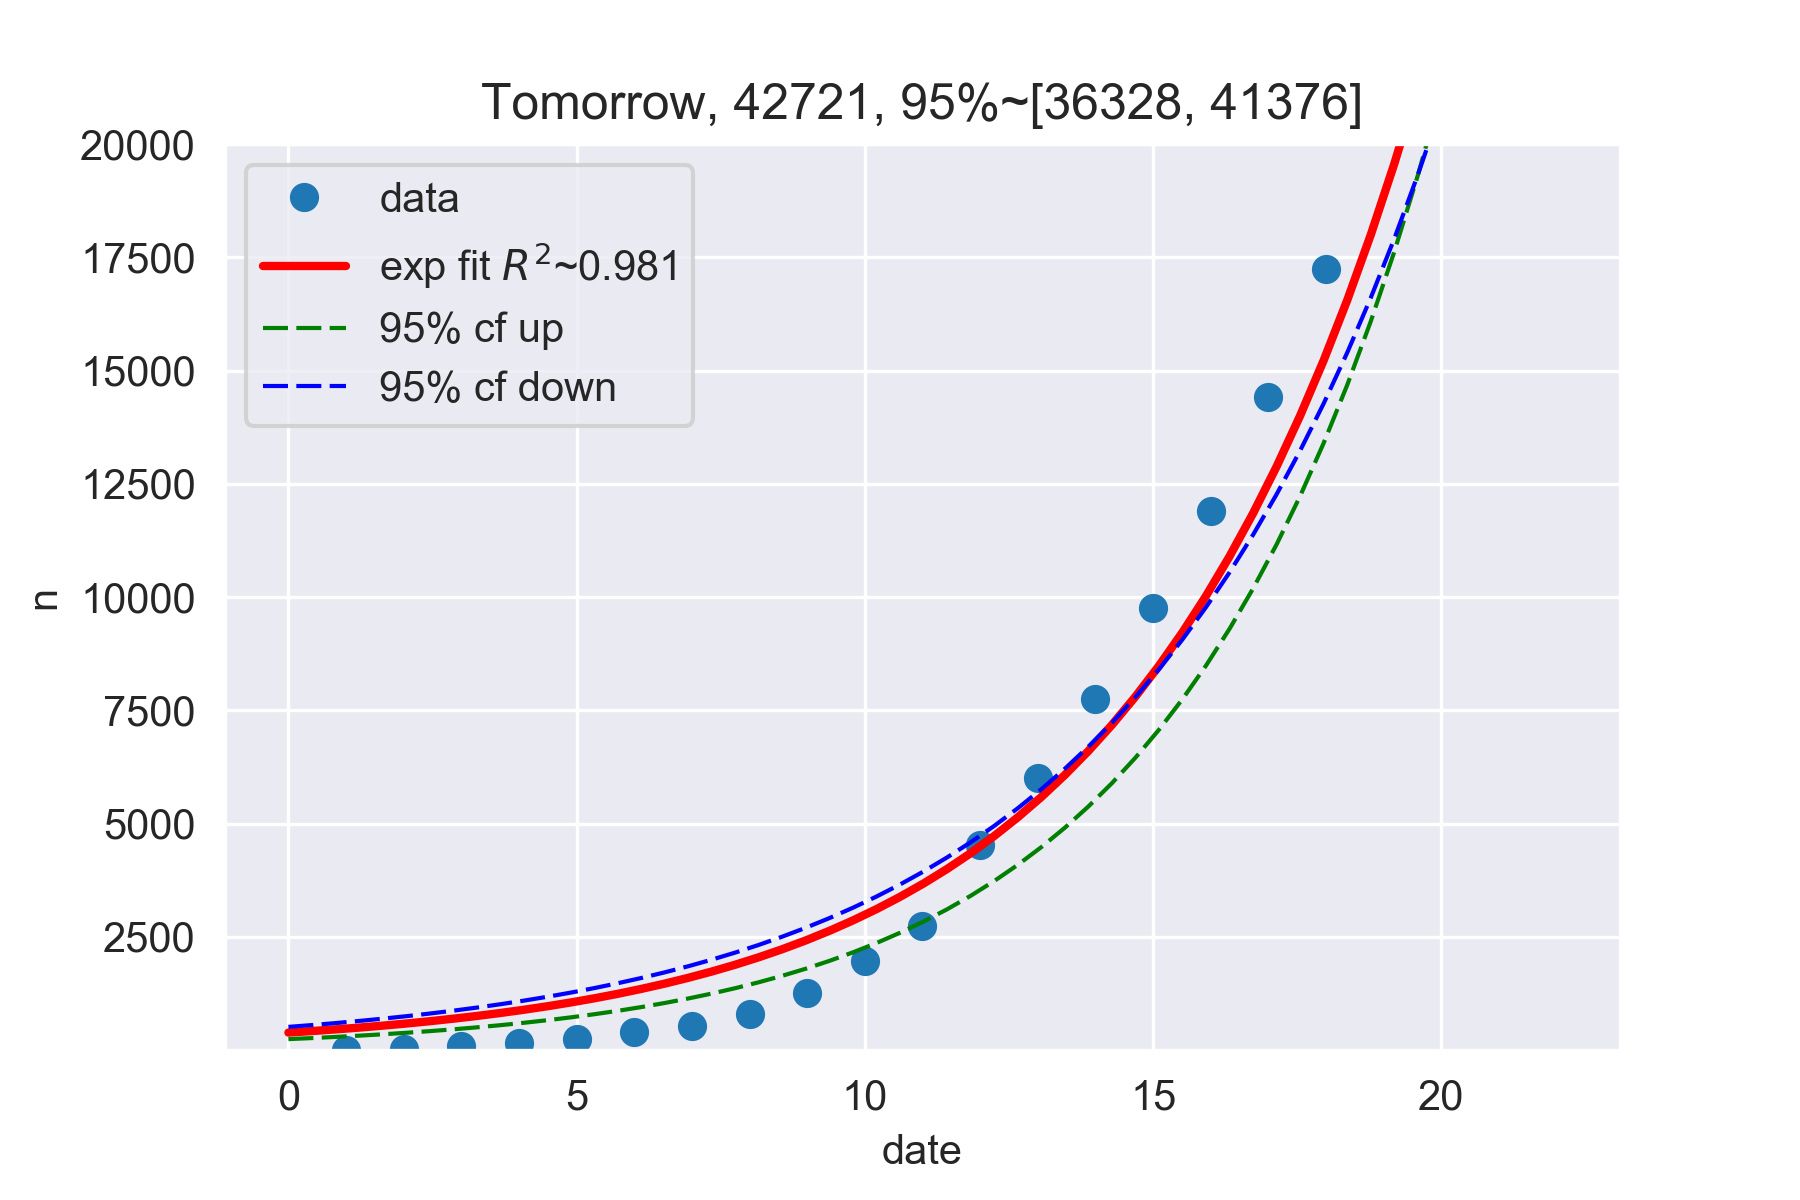 Tomorrow, 42721, 95%~[36328, 41376]
20000
17500
15000
12500
10000
7500
5000
2500
n
data
exp fit R²~0.981
95% cf up
95% cf down
0 5 10 15 20
date